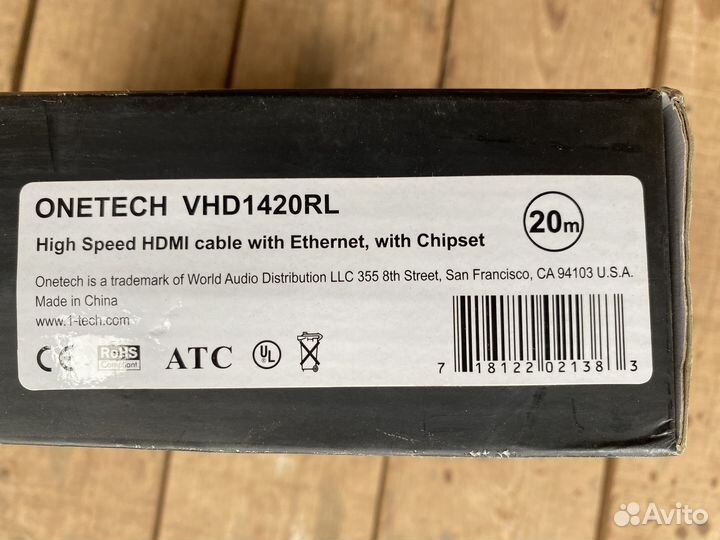 ONETECH VHD1420RL
20m
High Speed HDMI cable with Ethernet, with Chipset
Onetech is a trademark of World Audio Distribution LLC 355 8th Street, San Francisco, CA 94103 U.S.A.
Made in China
www.1-tech.com
CE RoHS Compliant ATC UL
7 18122 02138 3
Avito